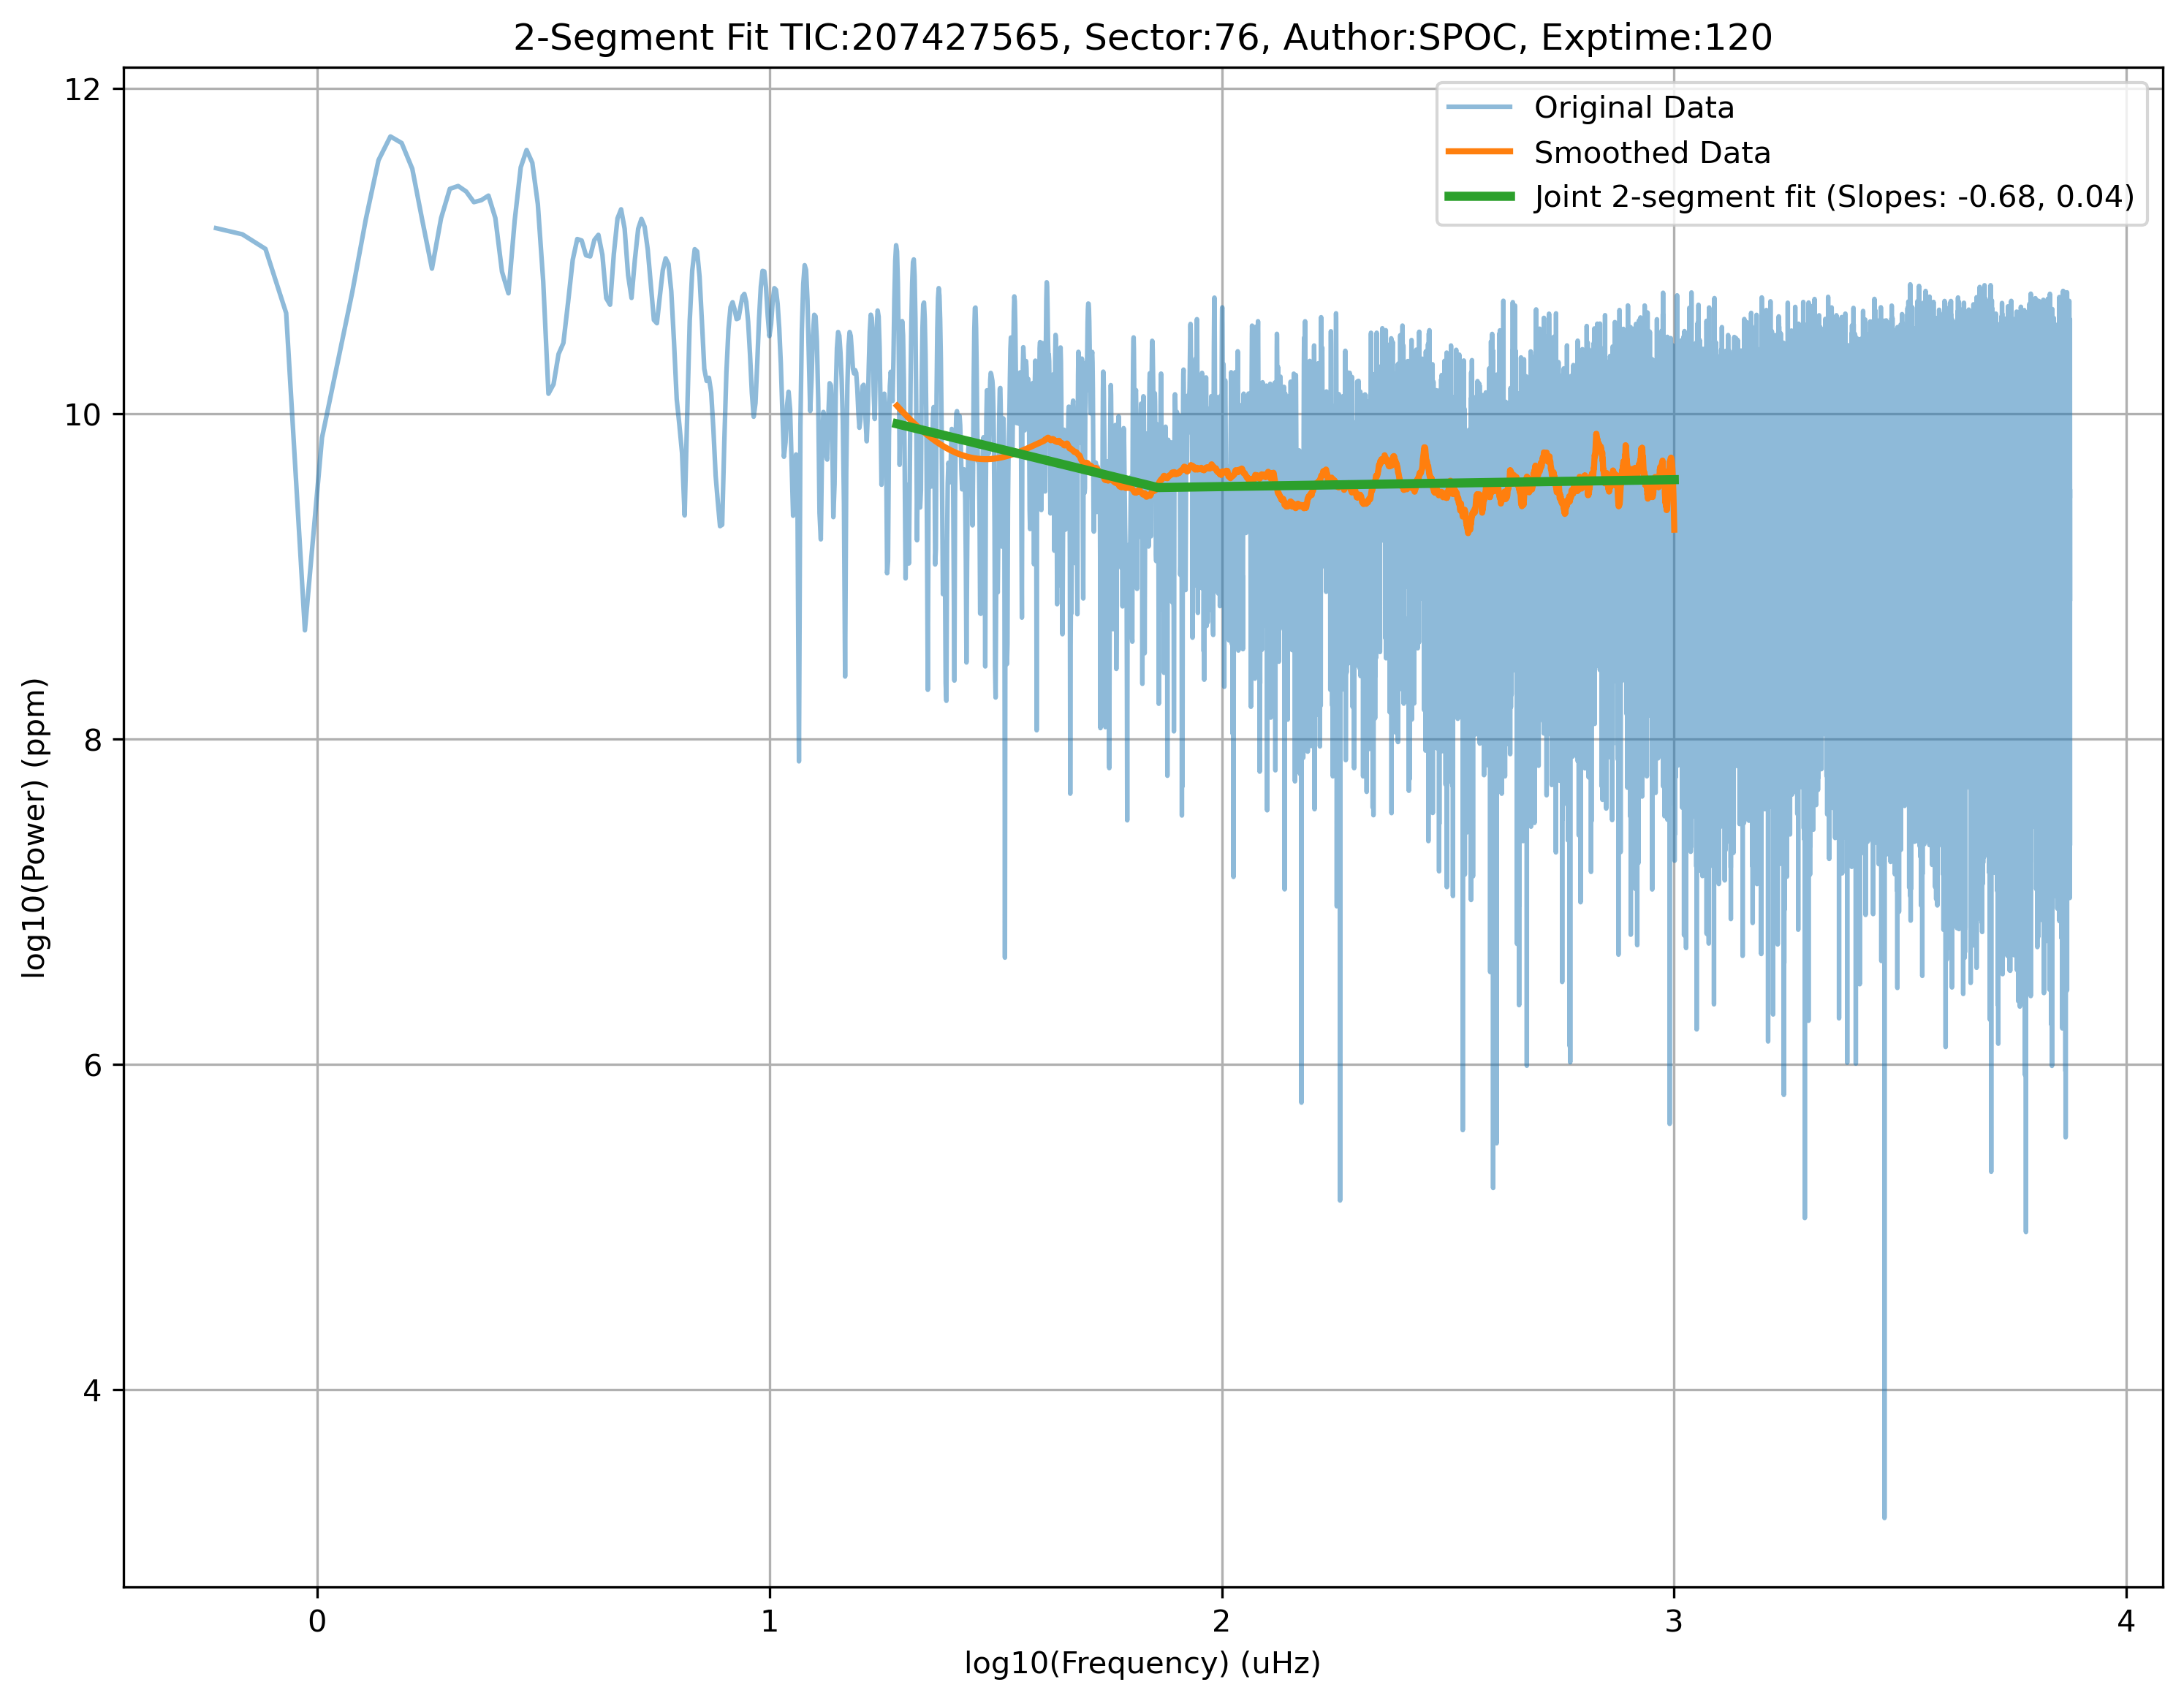 2-Segment Fit TIC:207427565, Sector:76, Author:SPOC, Exptime:120
Original Data
Smoothed Data
Joint 2-segment fit (Slopes: -0.68, 0.04)
log10(Power) (ppm)
12
10
8
6
4
0 1 2 3 4
log10(Frequency) (uHz)